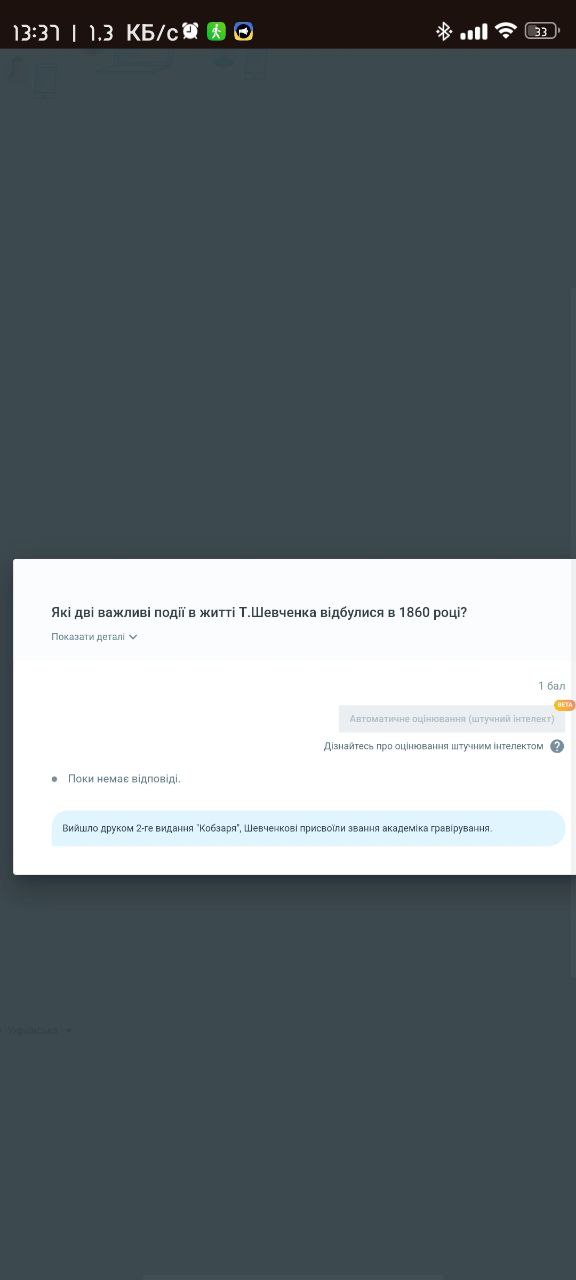 13:37 | 1,3 КБ/с 33
Які дві важливі події в житті Т.Шевченка відбулися в 1860 році?
Показати деталі
1 бал
BETA
Автоматичне оцінювання (штучний інтелект)
Дізнайтесь про оцінювання штучним інтелектом ?
Поки немає відповіді.
Вийшло друком 2-ге видання "Кобзаря", Шевченкові присвоїли звання академіка гравірування.
Українська